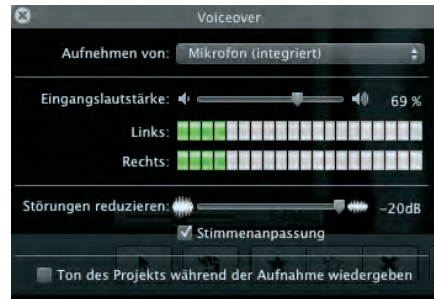 Voiceover
Aufnehmen von: Mikrofon (integriert)
Eingangslautstärke: 69 %
Links:
Rechts:
Störungen reduzieren: -20dB
Stimmenanpassung
Ton des Projekts während der Aufnahme wiedergeben